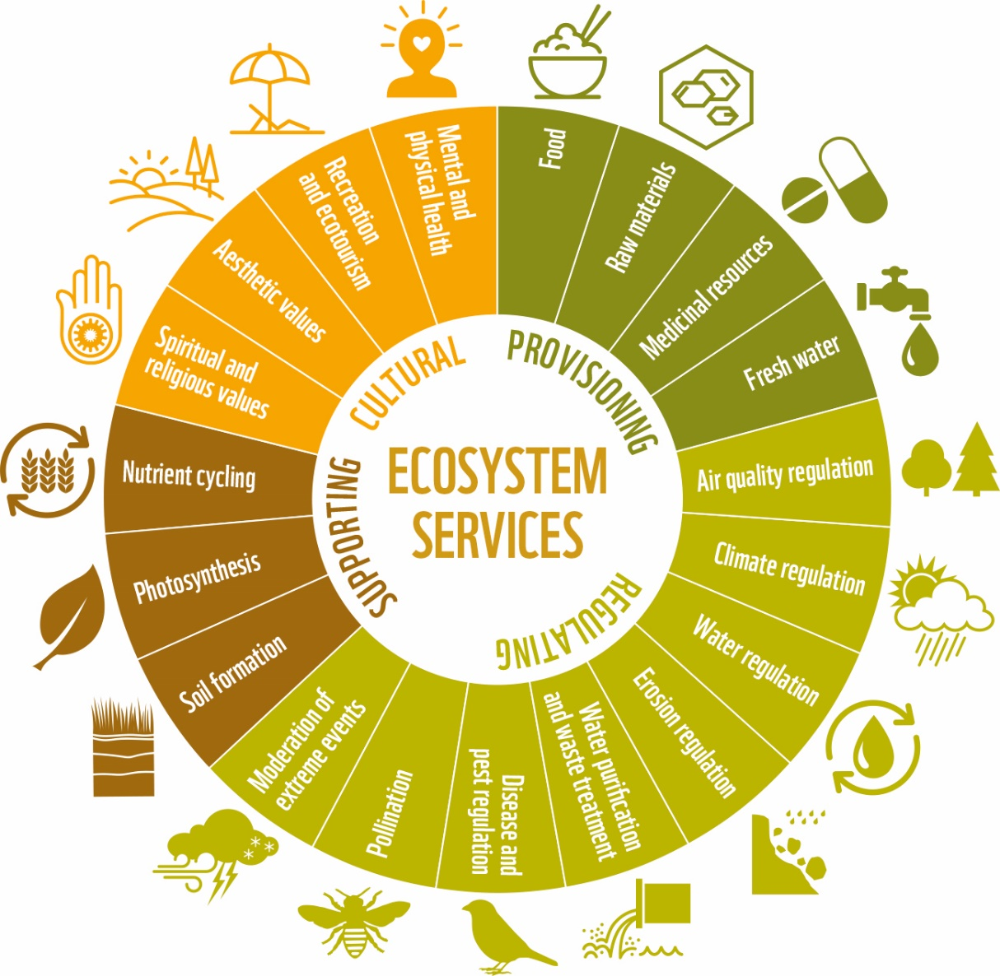 ECOSYSTEM
SERVICES
PROVISIONING
Food
Raw materials
Medicinal resources
Fresh water
REGULATING
Air quality regulation
Climate regulation
Water regulation
Erosion regulation
Water purification
and waste treatment
Disease and
pest regulation
Pollination
Moderation of
extreme events
SUPPORTING
Soil formation
Photosynthesis
Nutrient cycling
CULTURAL
Spiritual and
religious values
Aesthetic values
Recreation
and ecotourism
Mental and
physical health